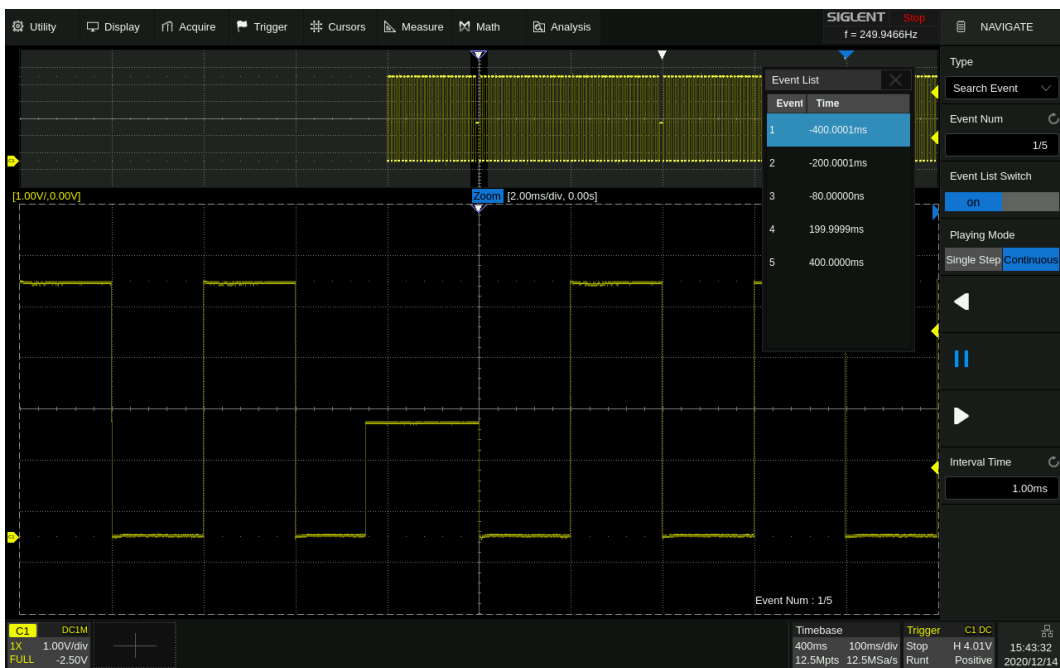 Utility Display Acquire Trigger Cursors Measure Math Analysis SIGLENT Stop NAVIGATE
f = 249.9466Hz
Type
Search Event
Event Num
1/5
Event List Switch
on
Playing Mode
Single Step Continuous
Interval Time
1.00ms
Event List
Event Time
1 -400.0001ms
2 -200.0001ms
3 -80.00000ns
4 199.9999ms
5 400.0000ms
[1.00V/,0.00V] Zoom [2.00ms/div, 0.00s]
Event Num : 1/5
C1 DC1M
1X 1.00V/div
FULL -2.50V
Timebase
400ms 100ms/div
12.5Mpts 12.5MSa/s
Trigger C1 DC
Stop H 4.01V
Runt Positive
15:43:32
2020/12/14